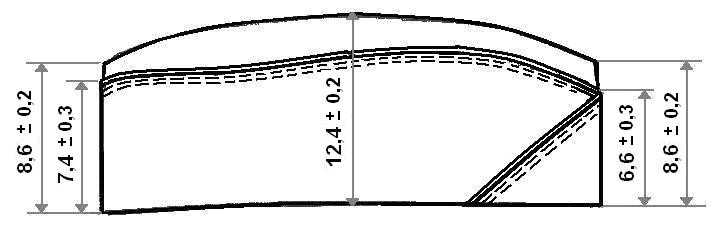 8,6 ± 0,2
7,4 ± 0,3
12,4 ± 0,2
6,6 ± 0,3
8,6 ± 0,2